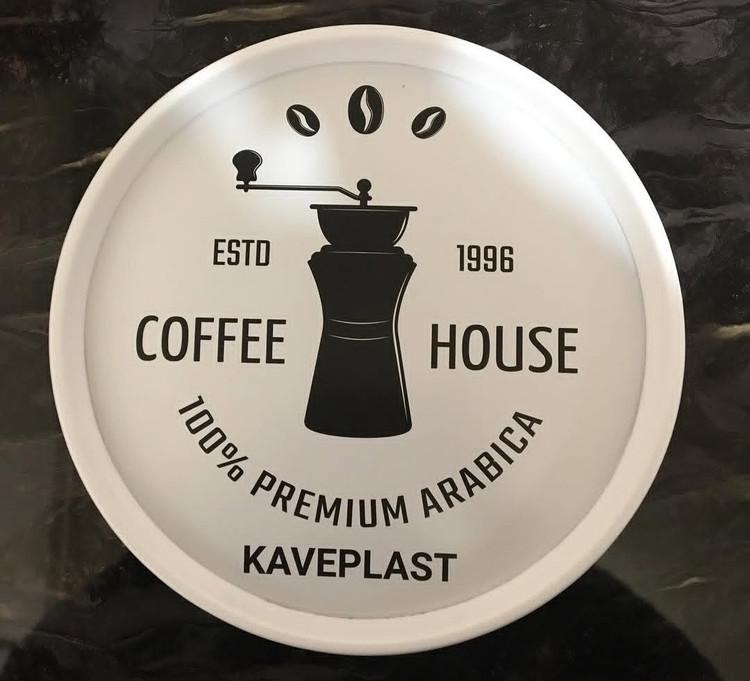 ESTD 1996
COFFEE HOUSE
100% PREMIUM ARABICA
KAVEPLAST